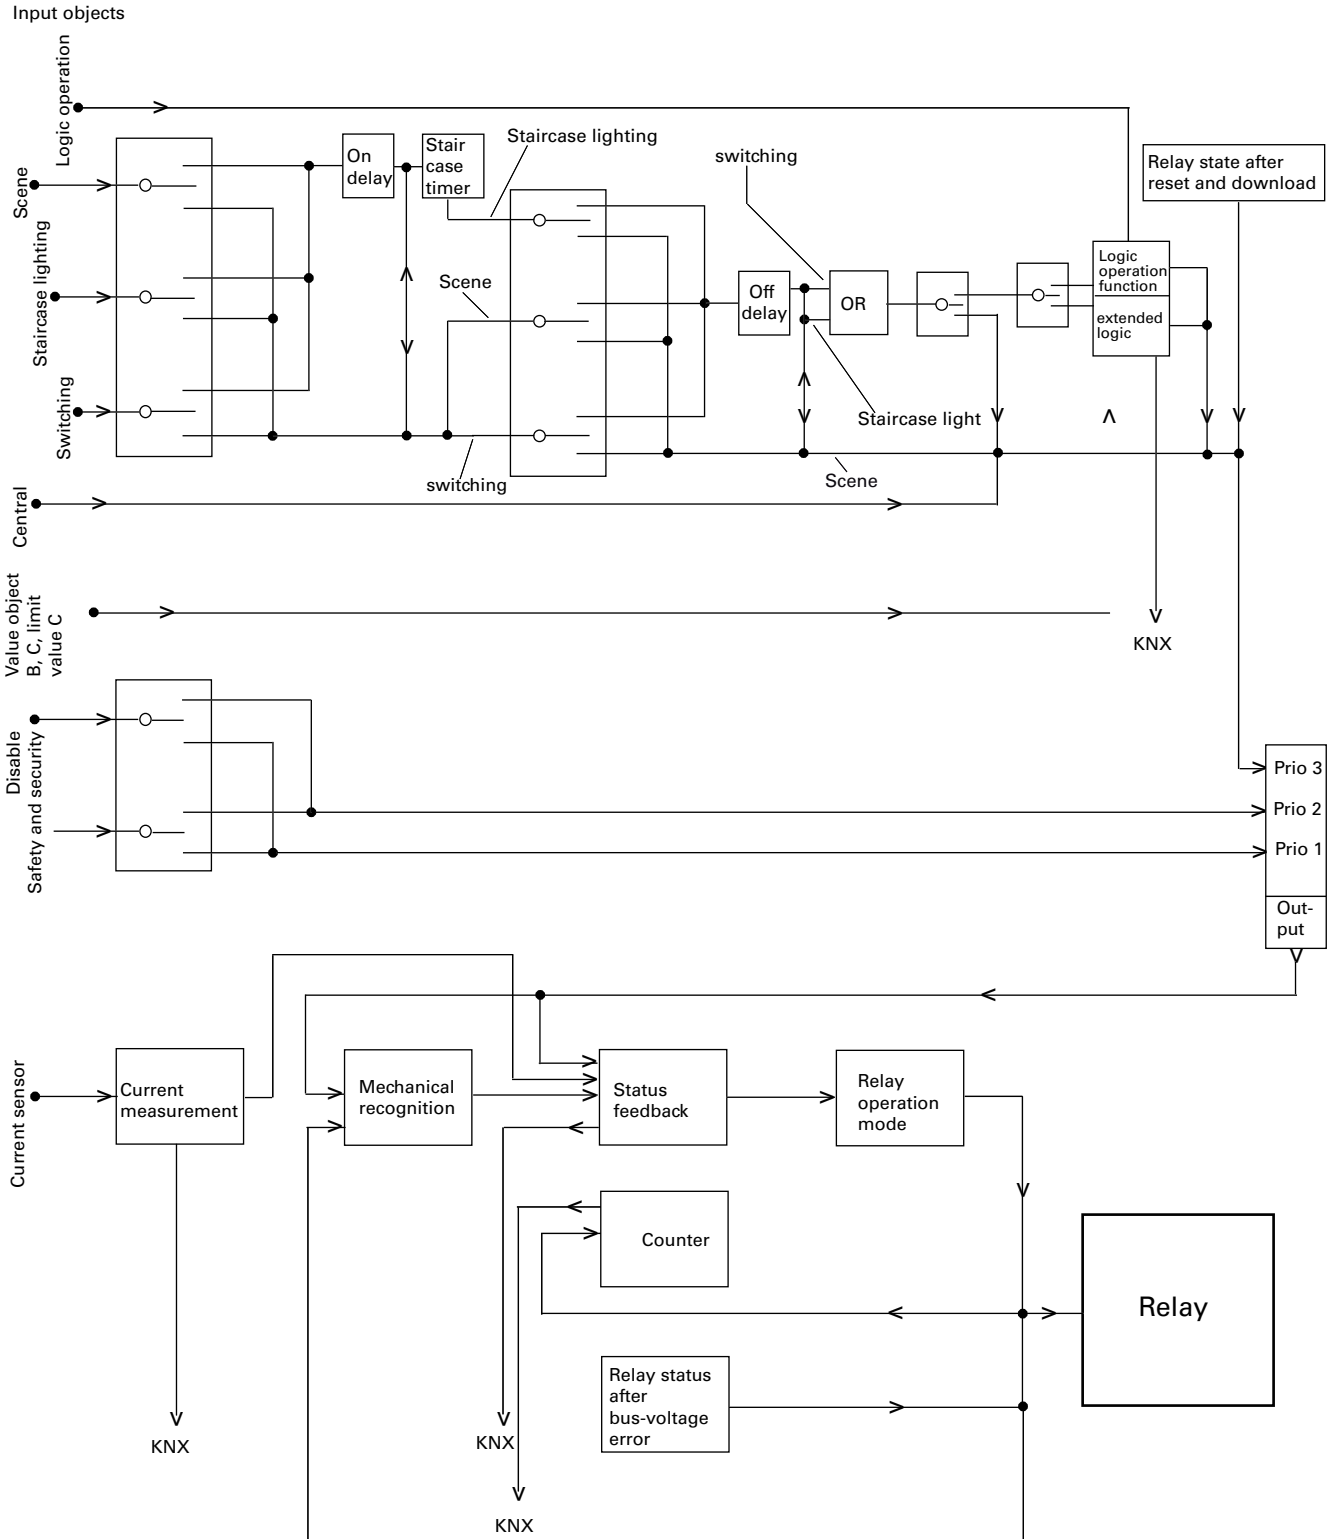 Input objects
Logic operation
Scene
Staircase lighting
Switching
On
delay
Stair
case
timer
Staircase lighting
Scene
switching
switching
Off
delay
OR
Staircase light
Scene
Logic
operation
function
extended
logic
Relay state after
reset and download
Central
Value object
B, C, limit
value C
KNX
Disable
Safety and security
Prio 3
Prio 2
Prio 1
Out-
put
Current sensor
Current
measurement
Mechanical
recognition
Status
feedback
Relay
operation
mode
Counter
Relay
Relay status
after
bus-voltage
error
KNX
KNX
KNX